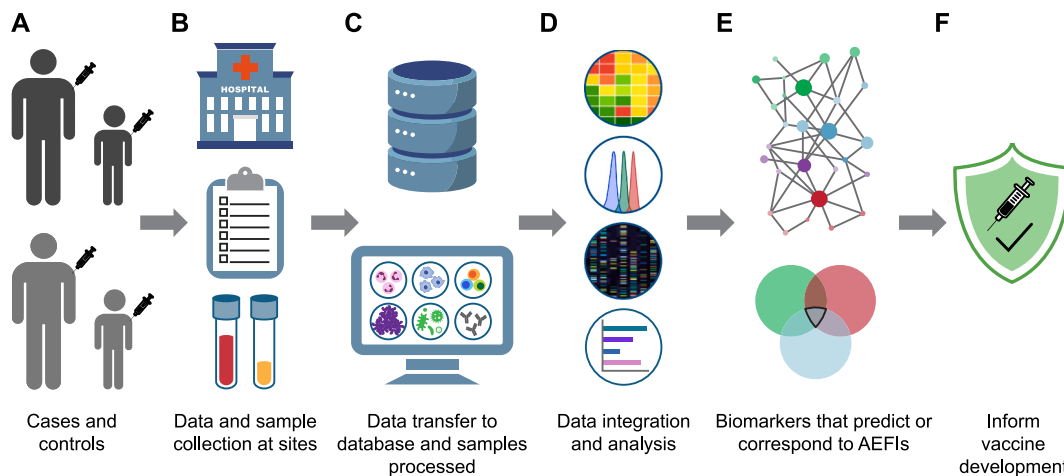 A
B
C
D
E
F
HOSPITAL
Cases and
controls
Data and sample
collection at sites
Data transfer to
database and samples
processed
Data integration
and analysis
Biomarkers that predict or
correspond to AEFIs
Inform
vaccine
development